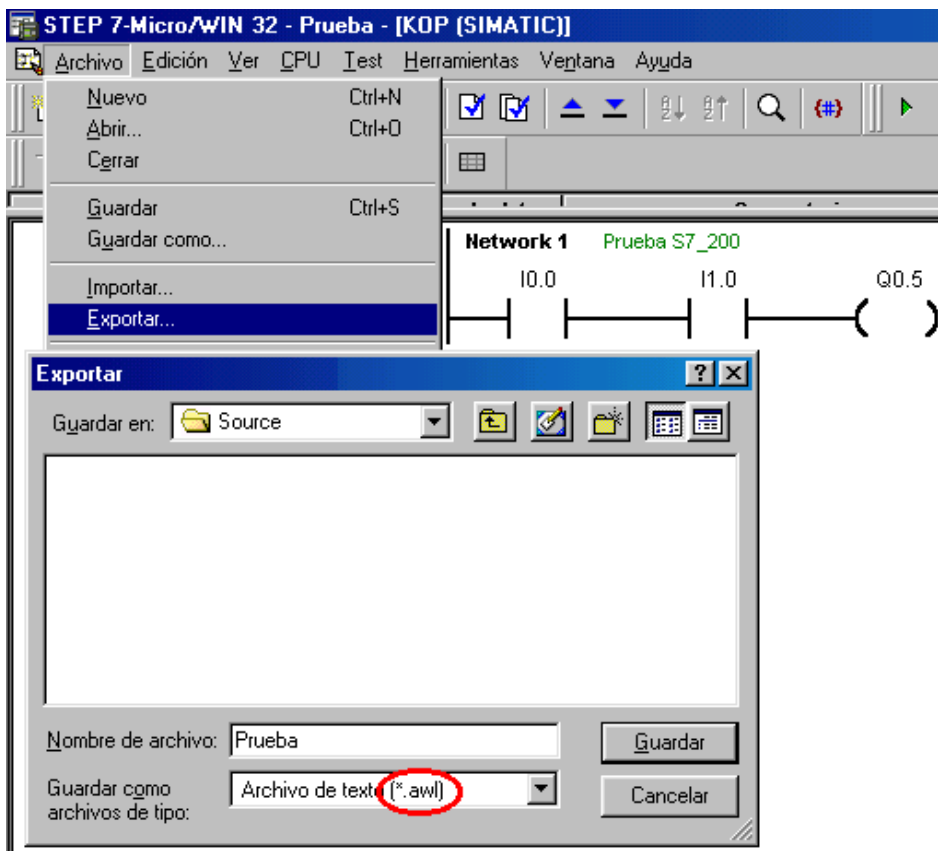 STEP 7-Micro/WIN 32 - Prueba - [KOP (SIMATIC)]
Archivo Edición Ver CPU Test Herramientas Ventana Ayuda
Nuevo Ctrl+N
Abrir... Ctrl+O
Cerrar
Guardar Ctrl+S
Guardar como...
Importar...
Exportar...
Network 1 Prueba S7_200
I0.0 I1.0 Q0.5
Exportar
Guardar en: Source
Nombre de archivo: Prueba
Guardar
Guardar como
archivos de tipo:
Archivo de texto (*.awl)
Cancelar